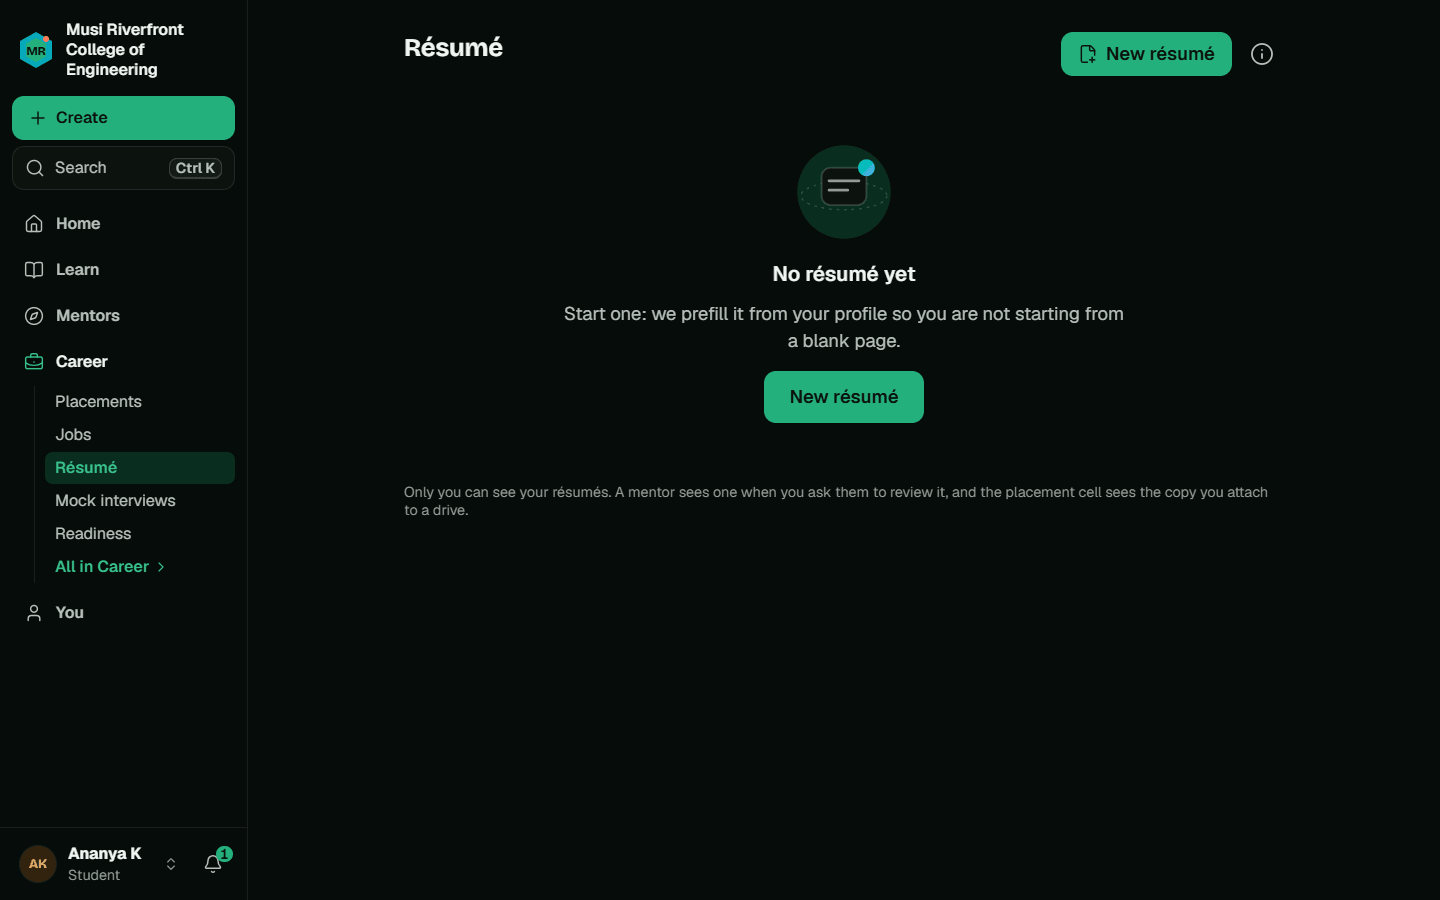 MR
Musi Riverfront
College of
Engineering
Create
Search
Ctrl K
Home
Learn
Mentors
Career
Placements
Jobs
Résumé
Mock interviews
Readiness
All in Career
You
AK
Ananya K
Student
1
Résumé
New résumé
No résumé yet
Start one: we prefill it from your profile so you are not starting from
a blank page.
New résumé
Only you can see your résumés. A mentor sees one when you ask them to review it, and the placement cell sees the copy you attach
to a drive.